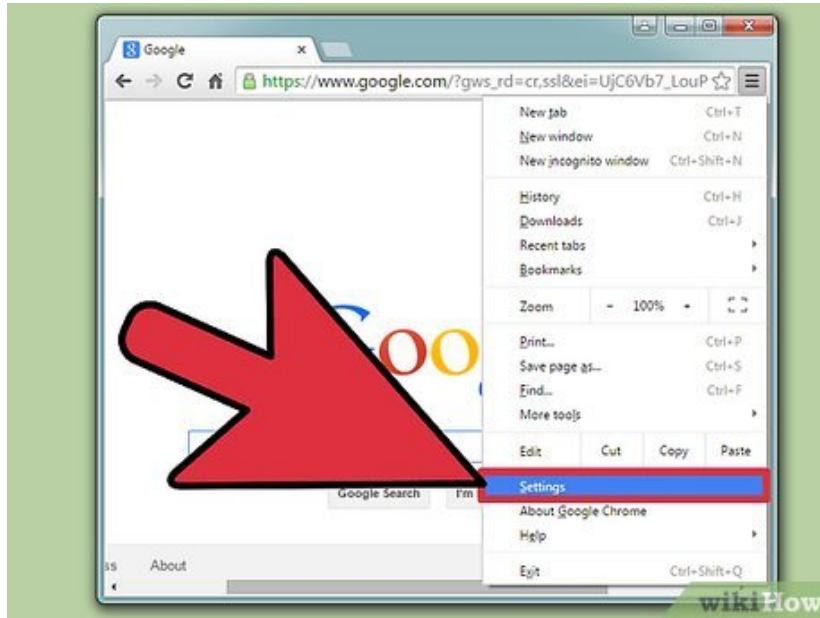 Google
https://www.google.com/?gws_rd=cr,ssl&ei=UjC6Vb7_LouP
New tab Ctrl+T
New window Ctrl+N
New incognito window Ctrl+Shift+N
History Ctrl+H
Downloads Ctrl+J
Recent tabs
Bookmarks
Zoom - 100% +
Print... Ctrl+P
Save page as... Ctrl+S
Find... Ctrl+F
More tools
Edit Cut Copy Paste
Settings
Google Search I'm
About Google Chrome
Help
About
Exit Ctrl+Shift+Q
wikiHow